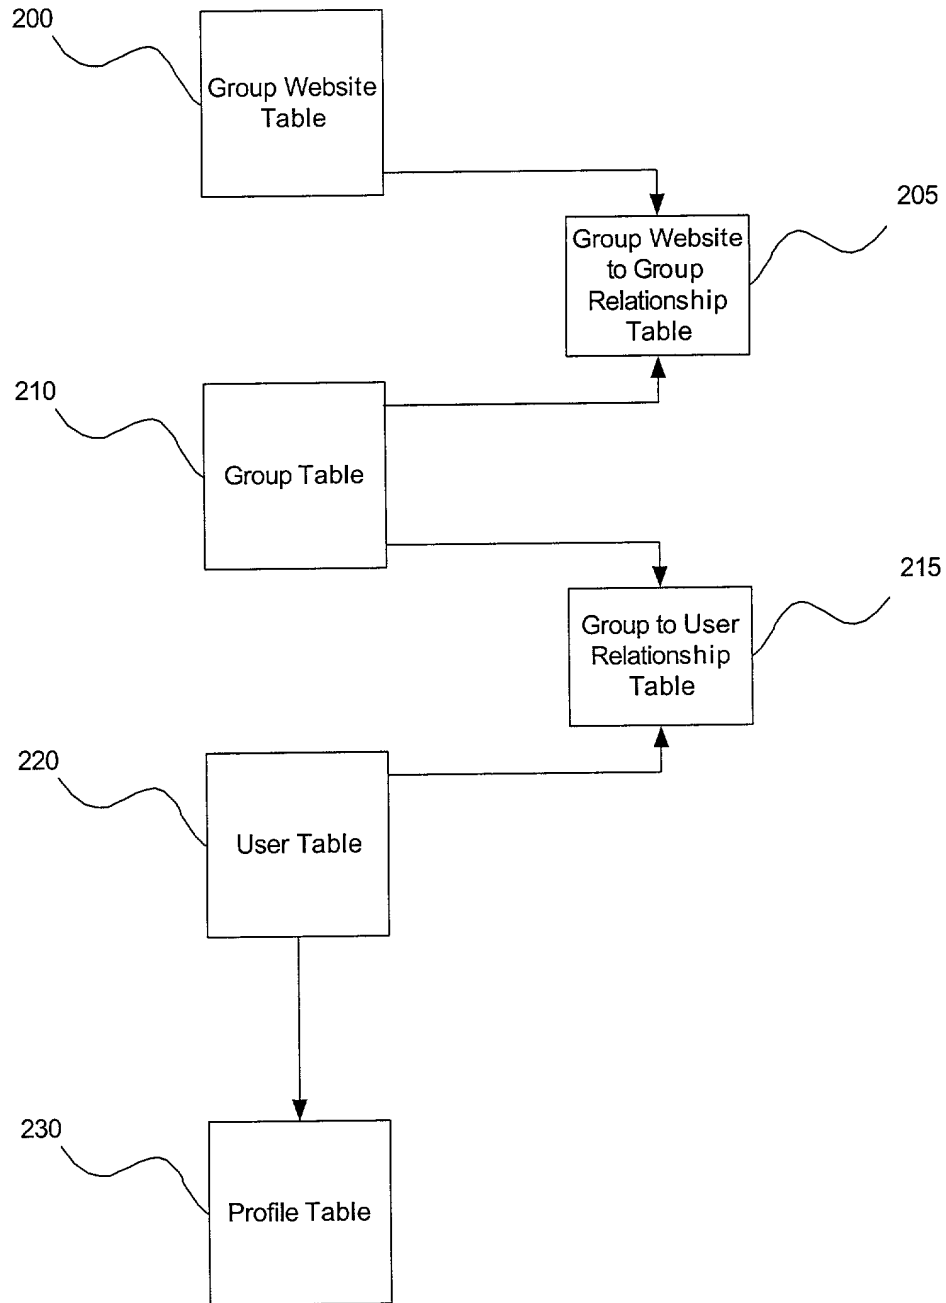 200
Group Website
Table
205
Group Website
to Group
Relationship
Table
210
Group Table
215
Group to User
Relationship
Table
220
User Table
230
Profile Table